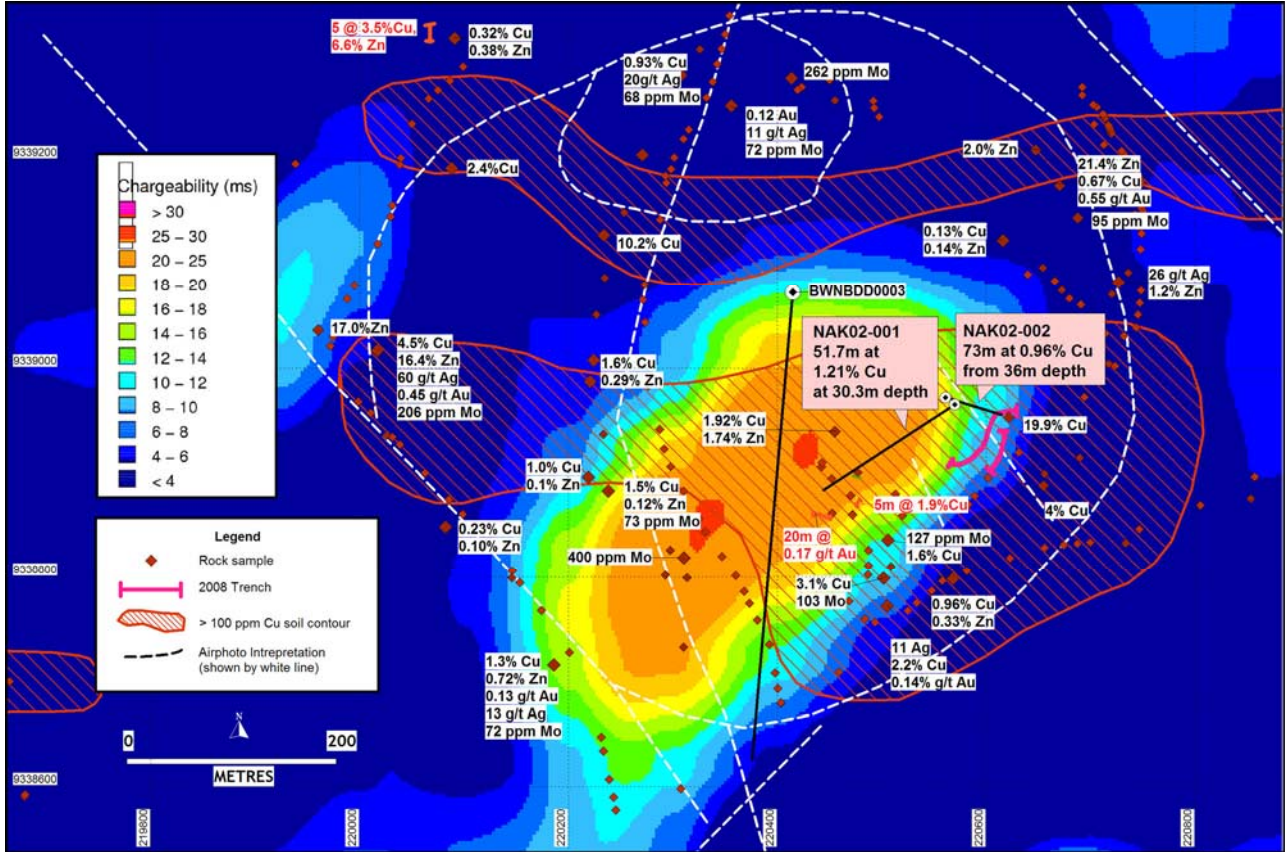 5 @ 3.5%Cu,
6.6% Zn
0.32% Cu
0.38% Zn
0.93% Cu
20g/t Ag
68 ppm Mo
262 ppm Mo
0.12 Au
11 g/t Ag
72 ppm Mo
9339200
2.4%Cu
2.0% Zn
21.4% Zn
0.67% Cu
0.55 g/t Au
95 ppm Mo
Chargeability (ms)
> 30
25 – 30
20 – 25
18 – 20
16 – 18
14 – 16
12 – 14
10 – 12
8 – 10
6 – 8
4 – 6
< 4
10.2% Cu
0.13% Cu
0.14% Zn
26 g/t Ag
1.2% Zn
BWNBDD0003
17.0%Zn
4.5% Cu
16.4% Zn
60 g/t Ag
0.45 g/t Au
206 ppm Mo
NAK02-001
51.7m at
1.21% Cu
at 30.3m depth
NAK02-002
73m at 0.96% Cu
from 36m depth
9339000
1.6% Cu
0.29% Zn
1.92% Cu
1.74% Zn
19.9% Cu
1.0% Cu
0.1% Zn
1.5% Cu
0.12% Zn
73 ppm Mo
5m @ 1.9%Cu
4% Cu
0.23% Cu
0.10% Zn
20m @
0.17 g/t Au
127 ppm Mo
1.6% Cu
400 ppm Mo
9338800
3.1% Cu
103 Mo
0.96% Cu
0.33% Zn
Legend
Rock sample
2008 Trench
> 100 ppm Cu soil contour
Airphoto Intrepretation
(shown by white line)
11 Ag
2.2% Cu
0.14% g/t Au
1.3% Cu
0.72% Zn
0.13 g/t Au
13 g/t Ag
72 ppm Mo
N
0
200
METRES
9338600
219800
220000
220200
220400
220600
220800